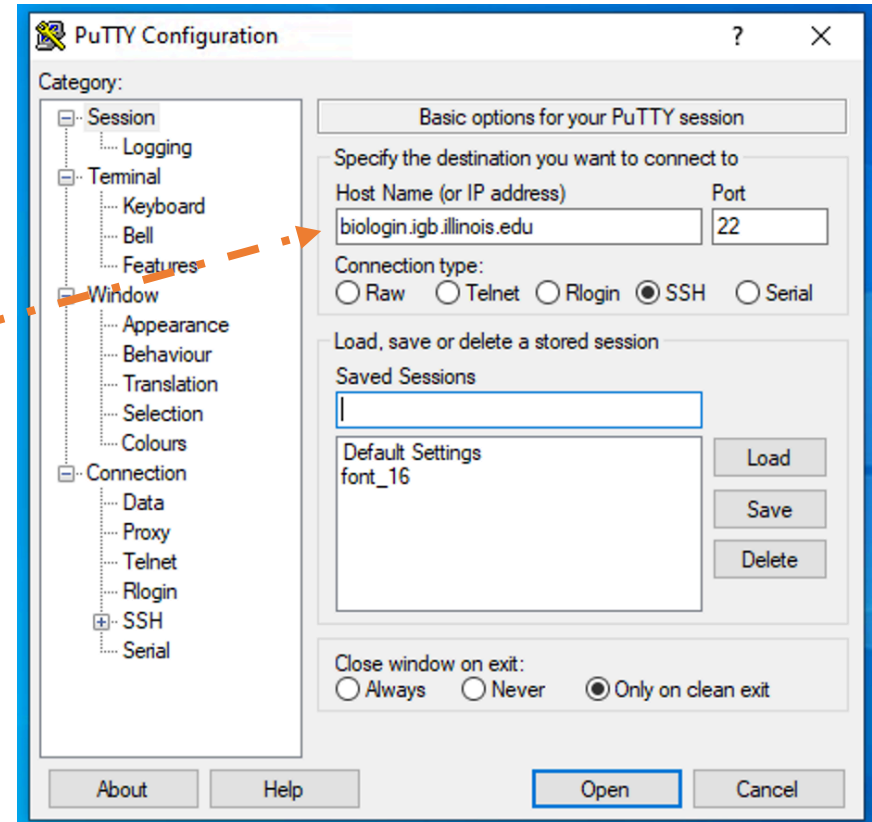 PuTTY Configuration ?
Category:
Session
Logging
Terminal
Keyboard
Bell
Features
Window
Appearance
Behaviour
Translation
Selection
Colours
Connection
Data
Proxy
Telnet
Rlogin
SSH
Serial
Basic options for your PuTTY session
Specify the destination you want to connect to
Host Name (or IP address) Port
biologin.igb.illinois.edu 22
Connection type:
Raw Telnet Rlogin SSH Serial
Load, save or delete a stored session
Saved Sessions
Default Settings
font_16
Load
Save
Delete
Close window on exit:
Always Never Only on clean exit
About Help Open Cancel